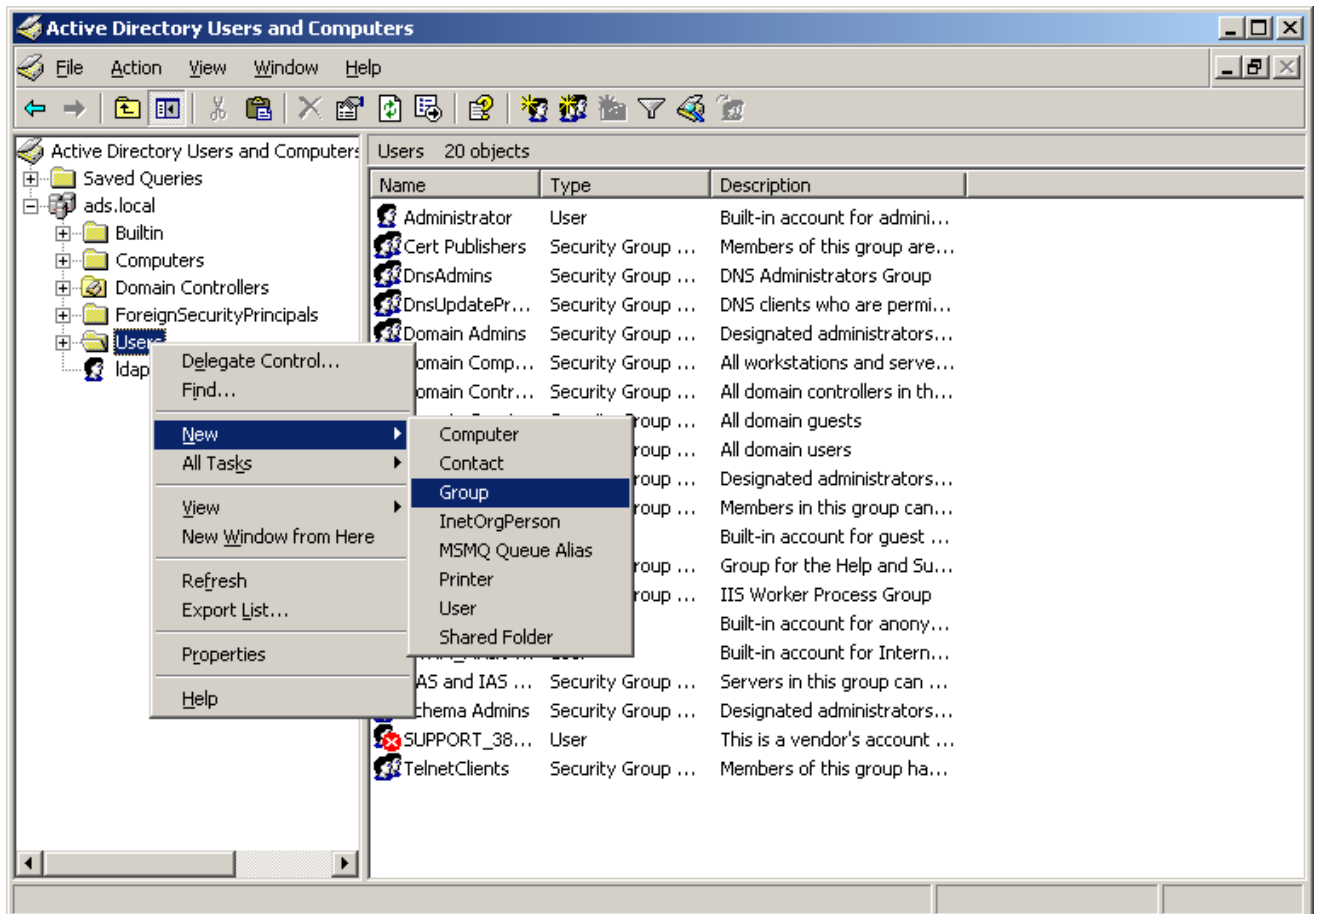 Active Directory Users and Computers
File Action View Window Help
Active Directory Users and Computers
Saved Queries
ads.local
Builtin
Computers
Domain Controllers
ForeignSecurityPrincipals
Users
ldap
Delegate Control...
Find...
New
All Tasks
View
New Window from Here
Refresh
Export List...
Properties
Help
Computer
Contact
Group
InetOrgPerson
MSMQ Queue Alias
Printer
User
Shared Folder
Users 20 objects
Name Type Description
Administrator User Built-in account for admini...
Cert Publishers Security Group ... Members of this group are...
DnsAdmins Security Group ... DNS Administrators Group
DnsUpdatePr... Security Group ... DNS clients who are permi...
Domain Admins Security Group ... Designated administrators...
omain Comp... Security Group ... All workstations and serve...
omain Contr... Security Group ... All domain controllers in th...
roup ... All domain guests
roup ... All domain users
roup ... Designated administrators...
roup ... Members in this group can...
Built-in account for guest ...
roup ... Group for the Help and Su...
roup ... IIS Worker Process Group
Built-in account for anony...
Built-in account for Intern...
AS and IAS ... Security Group ... Servers in this group can ...
chema Admins Security Group ... Designated administrators...
SUPPORT_38... User This is a vendor's account ...
TelnetClients Security Group ... Members of this group ha...